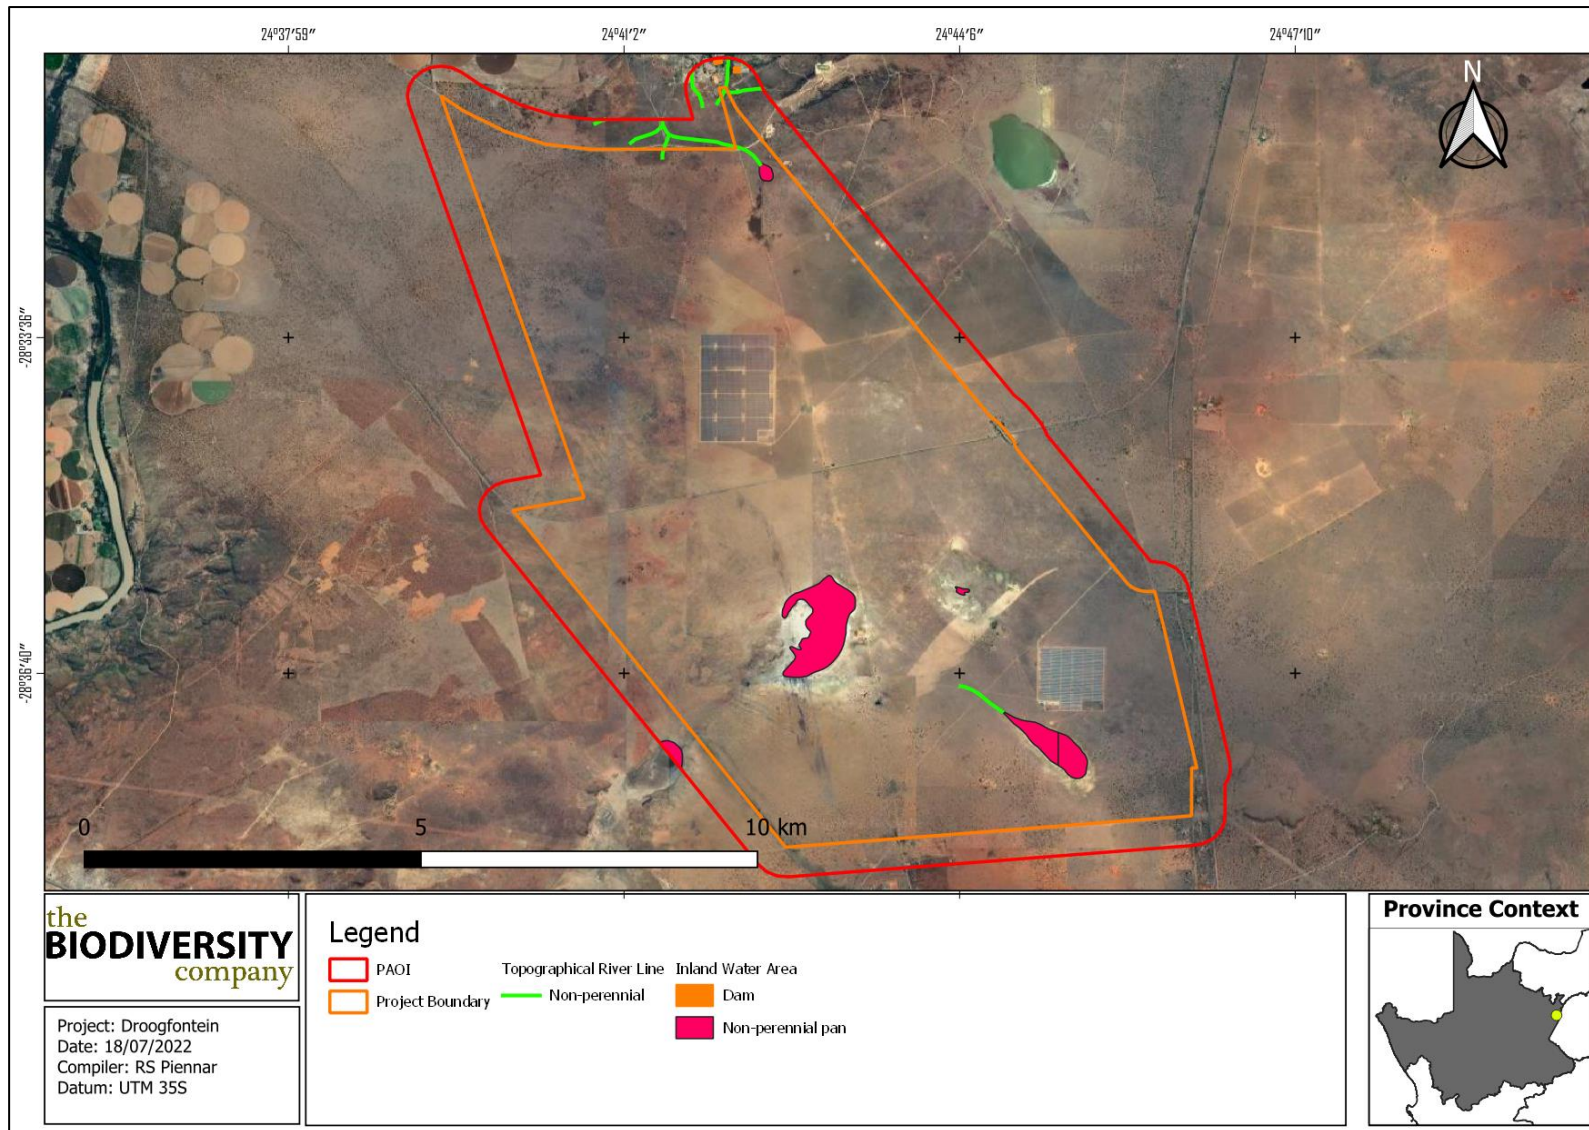 24°37'59" 24°41'2" 24°44'6" 24°47'10"
N
-28°33'36"
-28°36'40"
0 5 10 km
the
BIODIVERSITY
company
Project: Droogfontein
Date: 18/07/2022
Compiler: RS Piennar
Datum: UTM 35S
Legend
PAOI
Project Boundary
Topographical River Line
Non-perennial
Inland Water Area
Dam
Non-perennial pan
Province Context